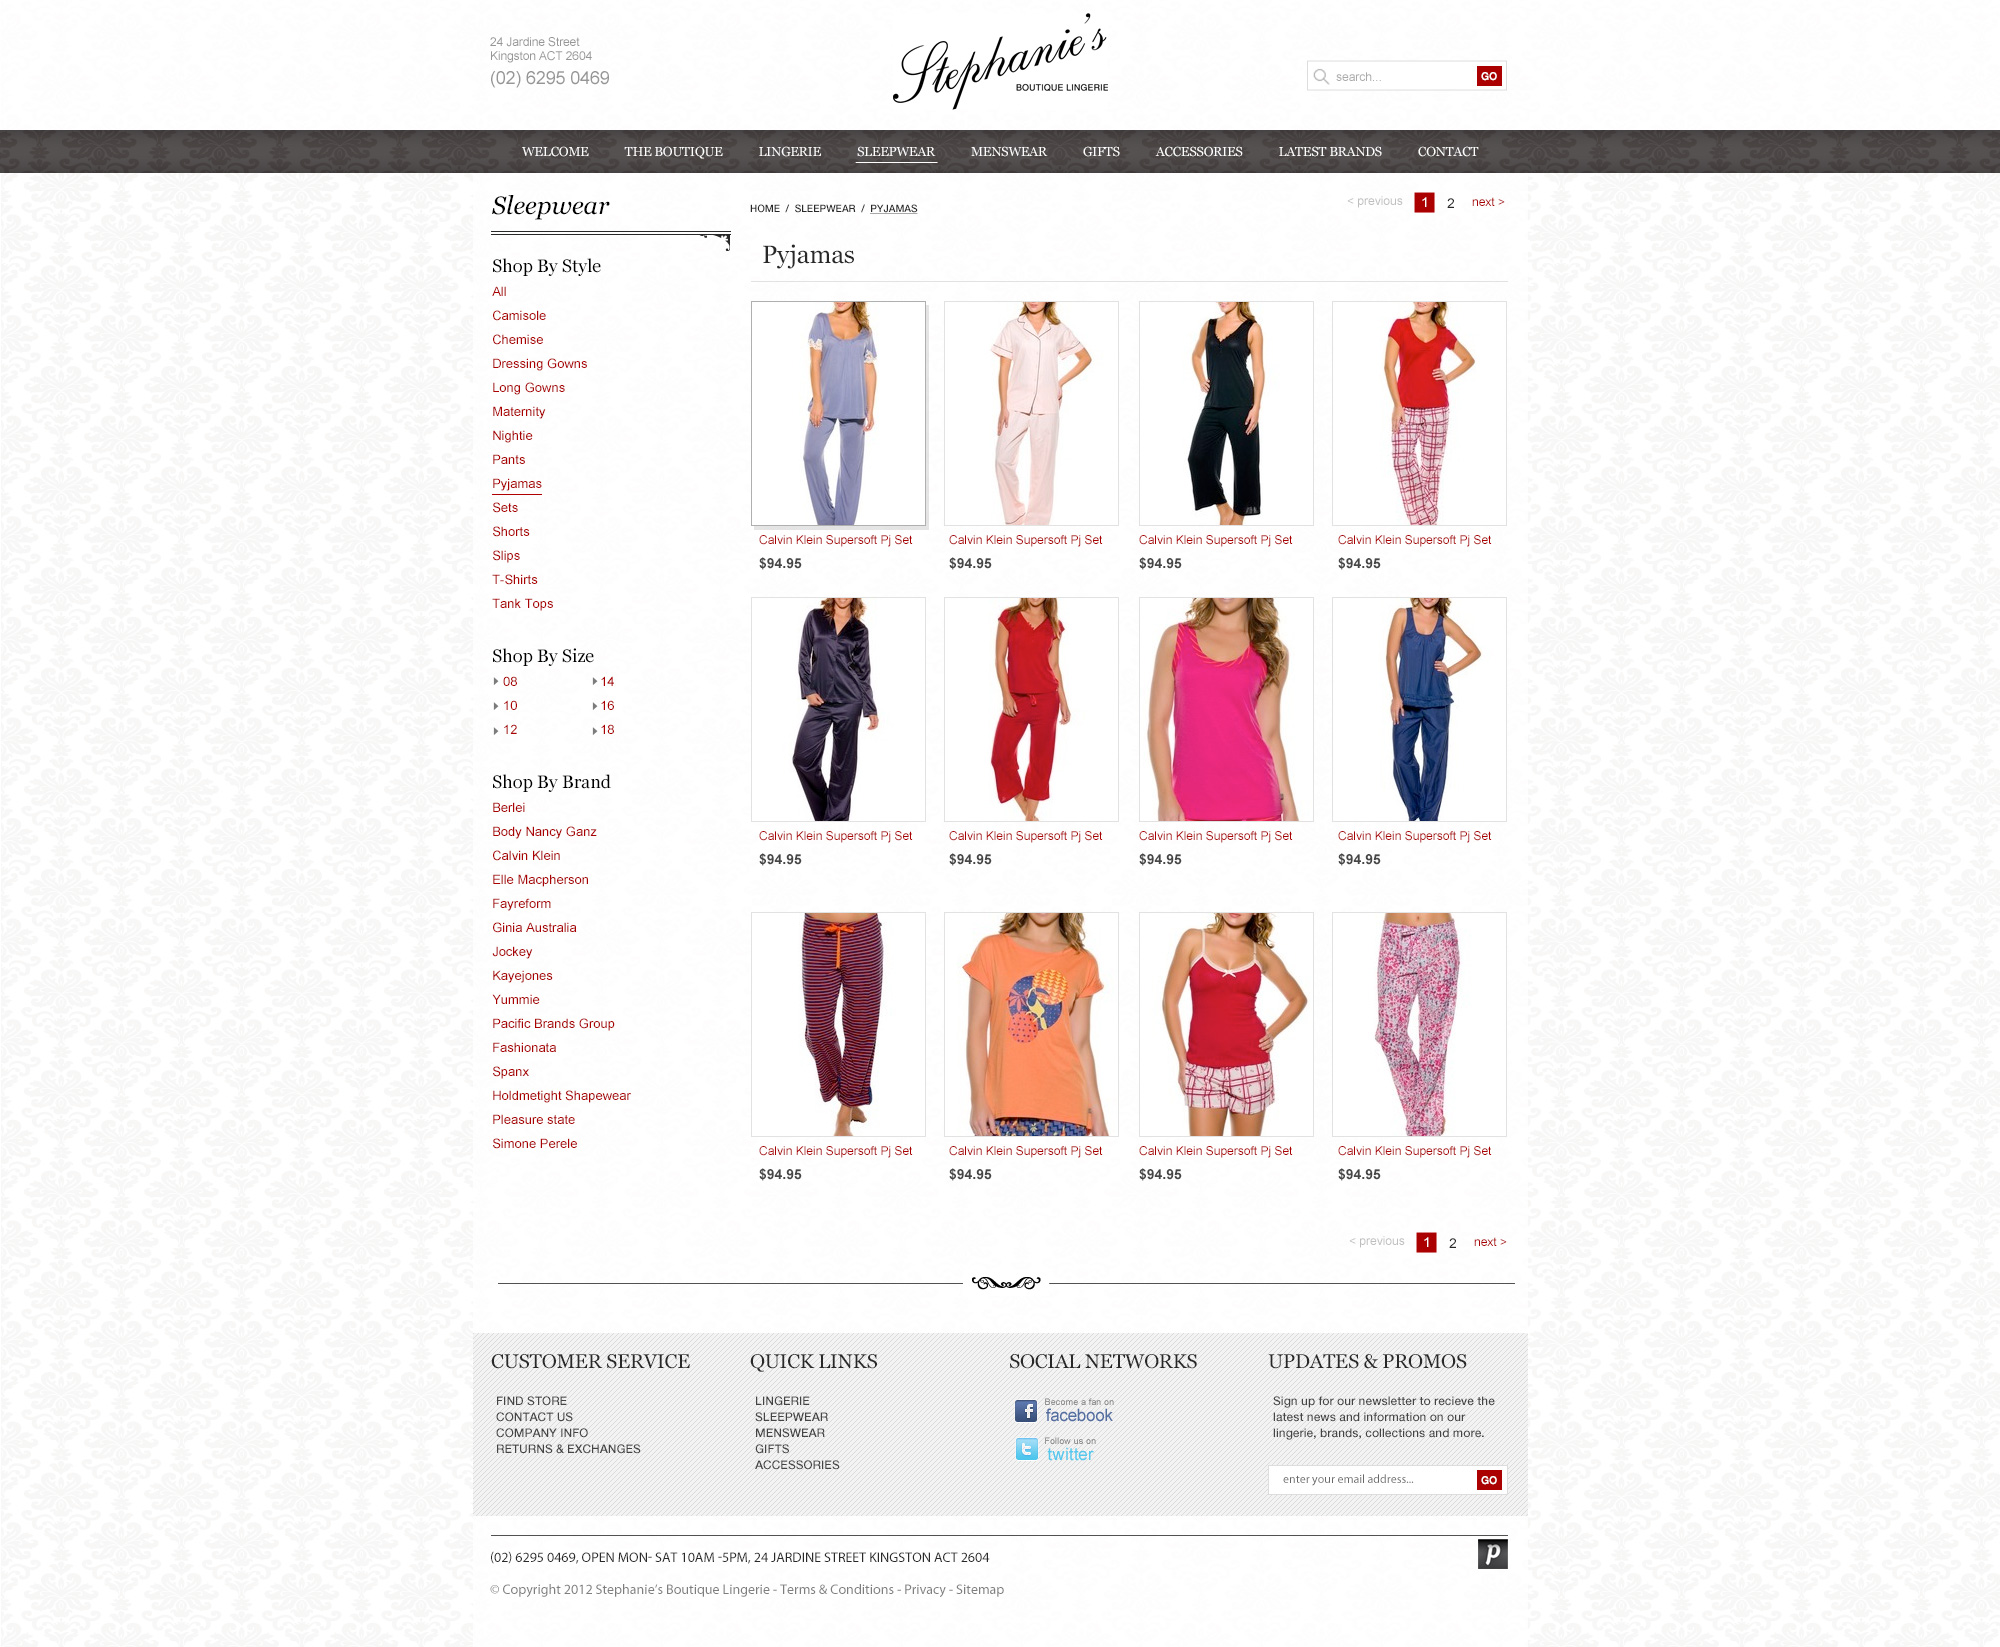 24 Jardine Street
Kingston ACT 2604
(02) 6295 0469
Stephanie's
BOUTIQUE LINGERIE
search...
GO
WELCOME THE BOUTIQUE LINGERIE SLEEPWEAR MENSWEAR GIFTS ACCESSORIES LATEST BRANDS CONTACT
Sleepwear
Shop By Style
All
Camisole
Chemise
Dressing Gowns
Long Gowns
Maternity
Nightie
Pants
Pyjamas
Sets
Shorts
Slips
T-Shirts
Tank Tops
Shop By Size
08 14
10 16
12 18
Shop By Brand
Berlei
Body Nancy Ganz
Calvin Klein
Elle Macpherson
Fayreform
Ginia Australia
Jockey
Kayejones
Yummie
Pacific Brands Group
Fashionata
Spanx
Holdmetight Shapewear
Pleasure state
Simone Perele
HOME / SLEEPWEAR / PYJAMAS
< previous 1 2 next >
Pyjamas
Calvin Klein Supersoft Pj Set Calvin Klein Supersoft Pj Set Calvin Klein Supersoft Pj Set Calvin Klein Supersoft Pj Set
$94.95 $94.95 $94.95 $94.95
Calvin Klein Supersoft Pj Set Calvin Klein Supersoft Pj Set Calvin Klein Supersoft Pj Set Calvin Klein Supersoft Pj Set
$94.95 $94.95 $94.95 $94.95
Calvin Klein Supersoft Pj Set Calvin Klein Supersoft Pj Set Calvin Klein Supersoft Pj Set Calvin Klein Supersoft Pj Set
$94.95 $94.95 $94.95 $94.95
< previous 1 2 next >
CUSTOMER SERVICE
FIND STORE
CONTACT US
COMPANY INFO
RETURNS & EXCHANGES
QUICK LINKS
LINGERIE
SLEEPWEAR
MENSWEAR
GIFTS
ACCESSORIES
SOCIAL NETWORKS
f
Become a fan on
facebook
t
Follow us on
twitter
UPDATES & PROMOS
Sign up for our newsletter to recieve the
latest news and information on our
lingerie, brands, collections and more.
enter your email address...
GO
(02) 6295 0469, OPEN MON- SAT 10AM -5PM, 24 JARDINE STREET KINGSTON ACT 2604
p
© Copyright 2012 Stephanie's Boutique Lingerie - Terms & Conditions - Privacy - Sitemap